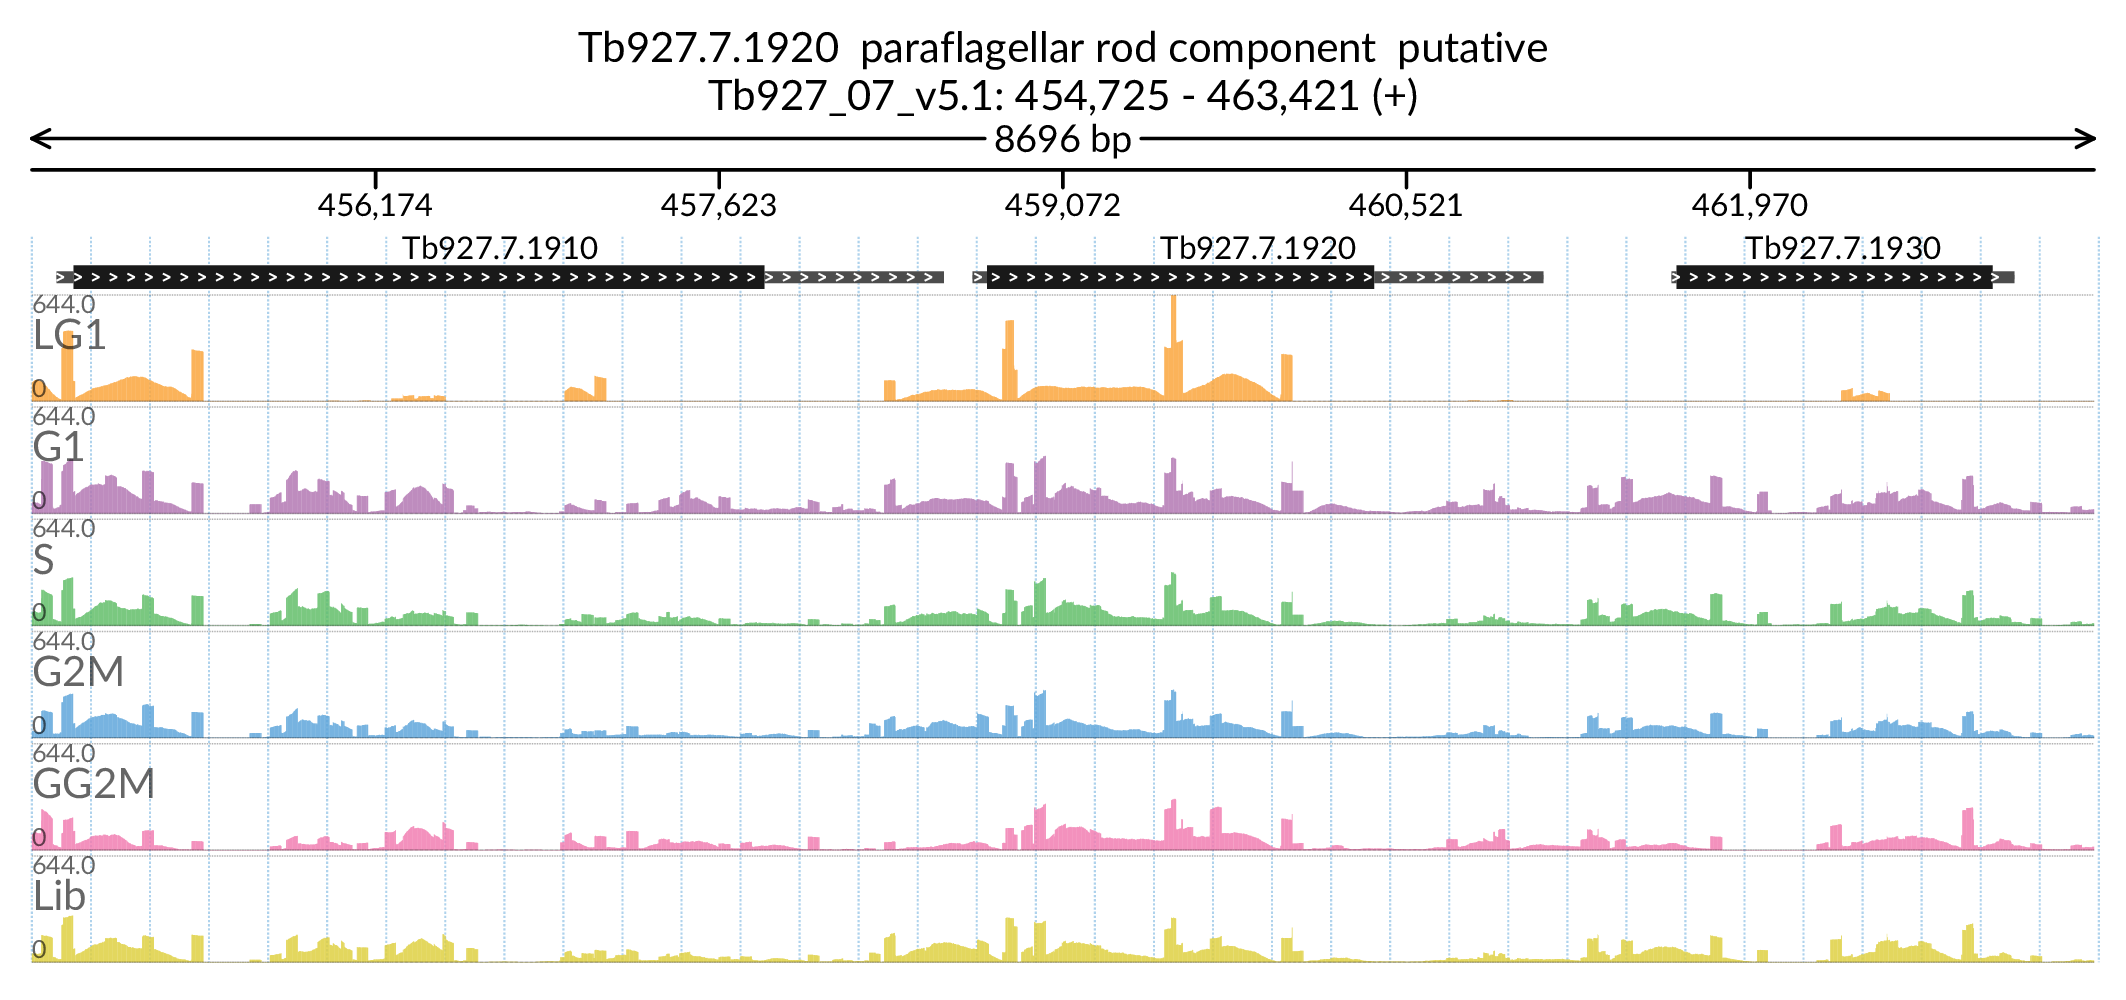 Tb927.7.1920  paraflagellar rod component  putative
Tb927_07_v5.1: 454,725 - 463,421 (+)
8696 bp
456,174 457,623 459,072 460,521 461,970
Tb927.7.1910 Tb927.7.1920 Tb927.7.1930
644.0
LG1
0
644.0
G1
0
644.0
S
0
644.0
G2M
0
644.0
GG2M
0
644.0
Lib
0